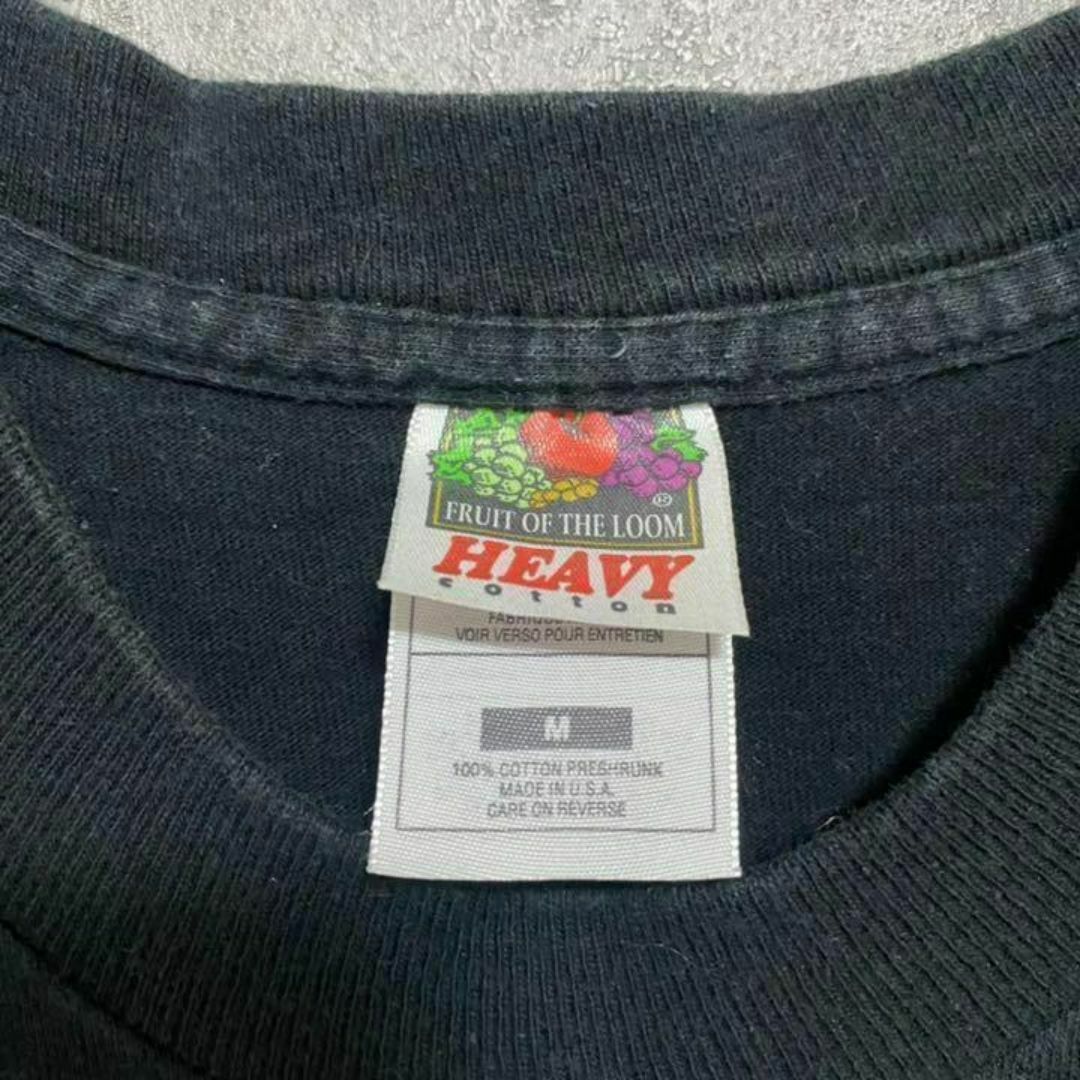 ®
FRUIT OF THE LOOM
HEAVY
cotton
VOIR VERSO POUR ENTRETIEN
M
100% COTTON PRESHRUNK
MADE IN U.S.A.
CARE ON REVERSE